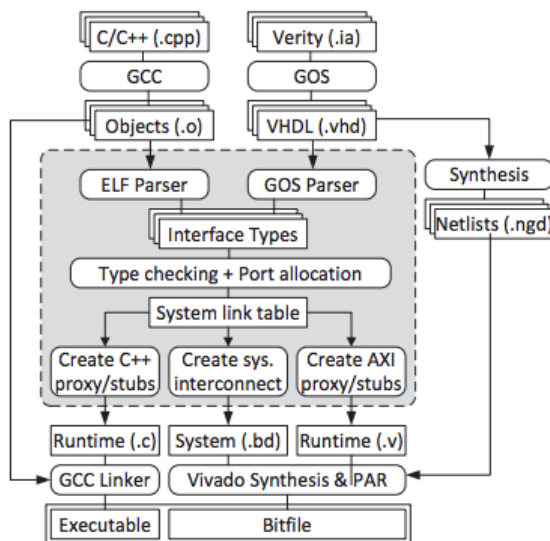 C/C++ (.cpp)
Verity (.ia)
GCC
GOS
Objects (.o)
VHDL (.vhd)
ELF Parser
GOS Parser
Synthesis
Netlists (.ngd)
Interface Types
Type checking + Port allocation
System link table
Create C++
proxy/stubs
Create sys.
interconnect
Create AXI
proxy/stubs
Runtime (.c)
System (.bd)
Runtime (.v)
GCC Linker
Vivado Synthesis & PAR
Executable
Bitfile